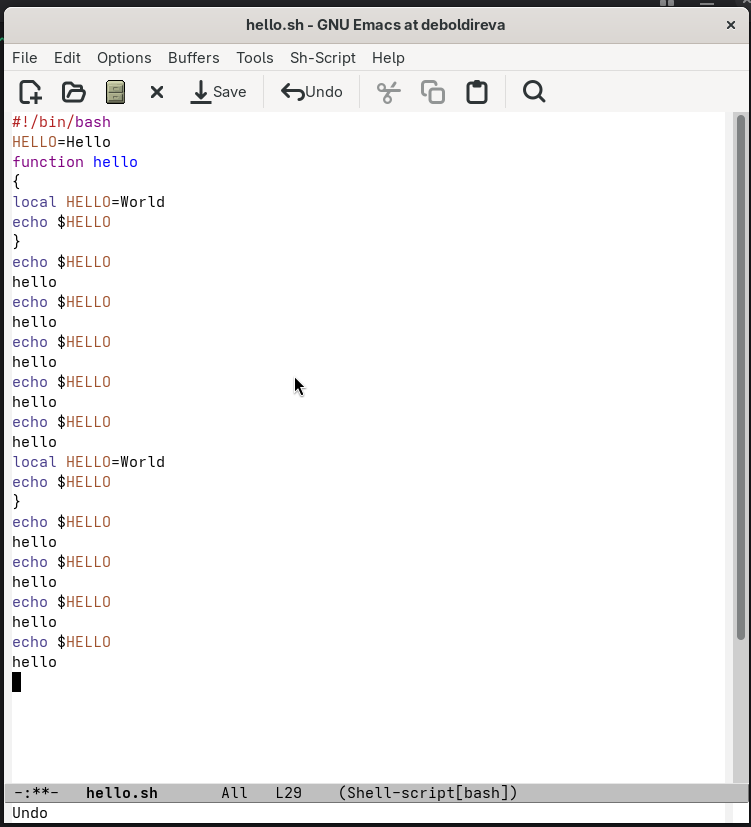 hello.sh - GNU Emacs at deboldireva
File Edit Options Buffers Tools Sh-Script Help
Save Undo
#!/bin/bash
HELLO=Hello
function hello
{
local HELLO=World
echo $HELLO
}
echo $HELLO
hello
echo $HELLO
hello
echo $HELLO
hello
echo $HELLO
hello
echo $HELLO
hello
local HELLO=World
echo $HELLO
}
echo $HELLO
hello
echo $HELLO
hello
echo $HELLO
hello
echo $HELLO
hello
-:**- hello.sh All L29 (Shell-script[bash])
Undo